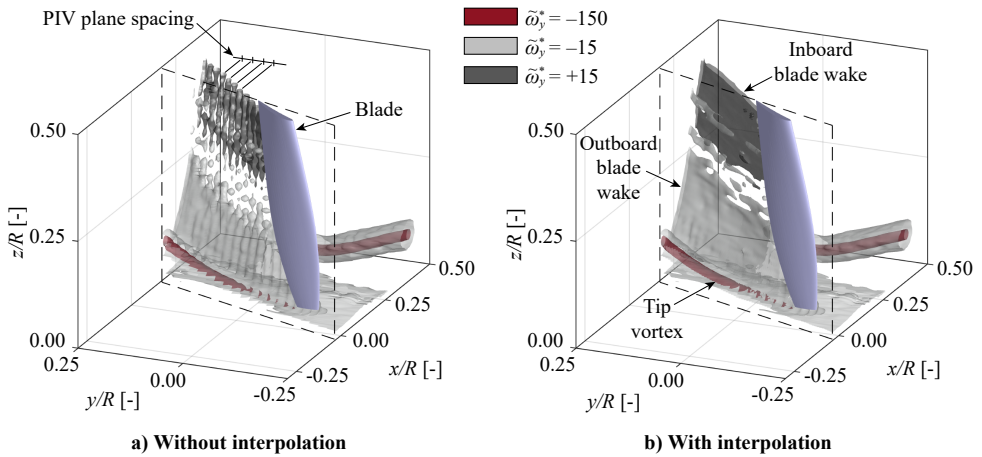 PIV plane spacing
Blade
0.50
0.25
0.00
0.25
0.00
-0.25
-0.25
0.00
0.25
0.50
z/R [-]
y/R [-]
x/R [-]
a) Without interpolation
ω̃*y = –150
ω̃*y = –15
ω̃*y = +15
Inboard
blade wake
Outboard
blade
wake
Tip
vortex
0.50
0.25
0.00
0.25
0.00
-0.25
-0.25
0.00
0.25
0.50
z/R [-]
y/R [-]
x/R [-]
b) With interpolation